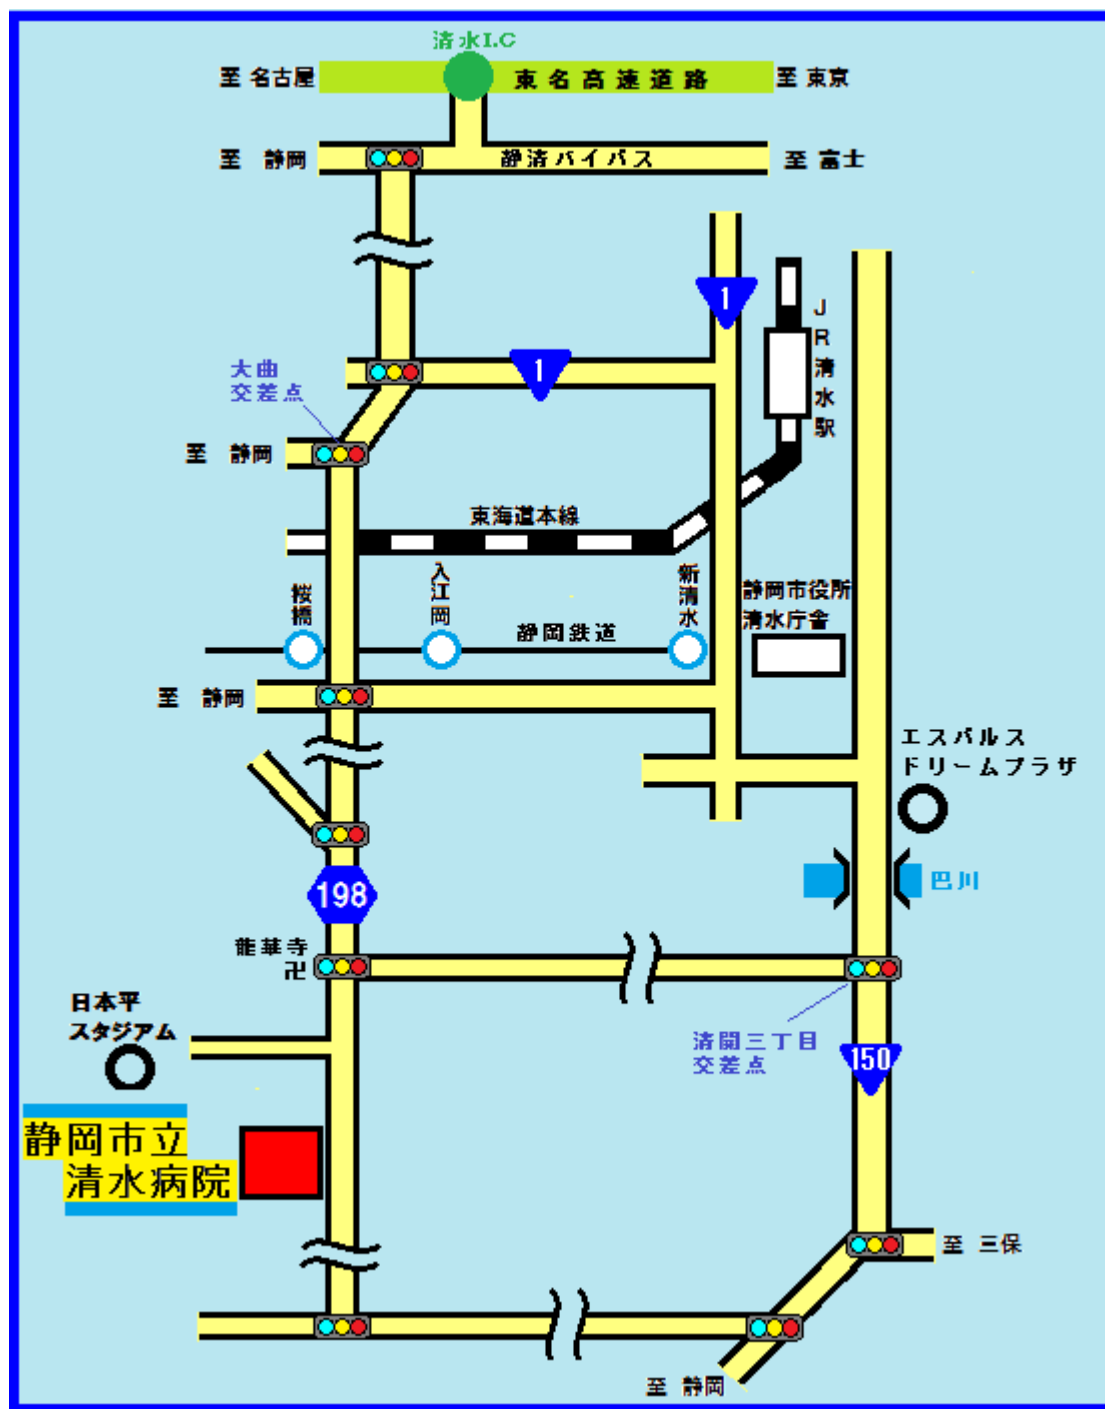 清水I.C
至 名古屋
東名高速道路
至 東京
至 静岡
静清バイパス
至 富士
1
JR清水駅
1
大曲
交差点
至 静岡
東海道本線
桜橋
入江岡
新清水
静岡鉄道
静岡市役所
清水庁舎
至 静岡
エスパルス
ドリームプラザ
巴川
198
龍華寺
卍
日本平
スタジアム
清開三丁目
交差点
150
静岡市立
清水病院
至 三保
至 静岡